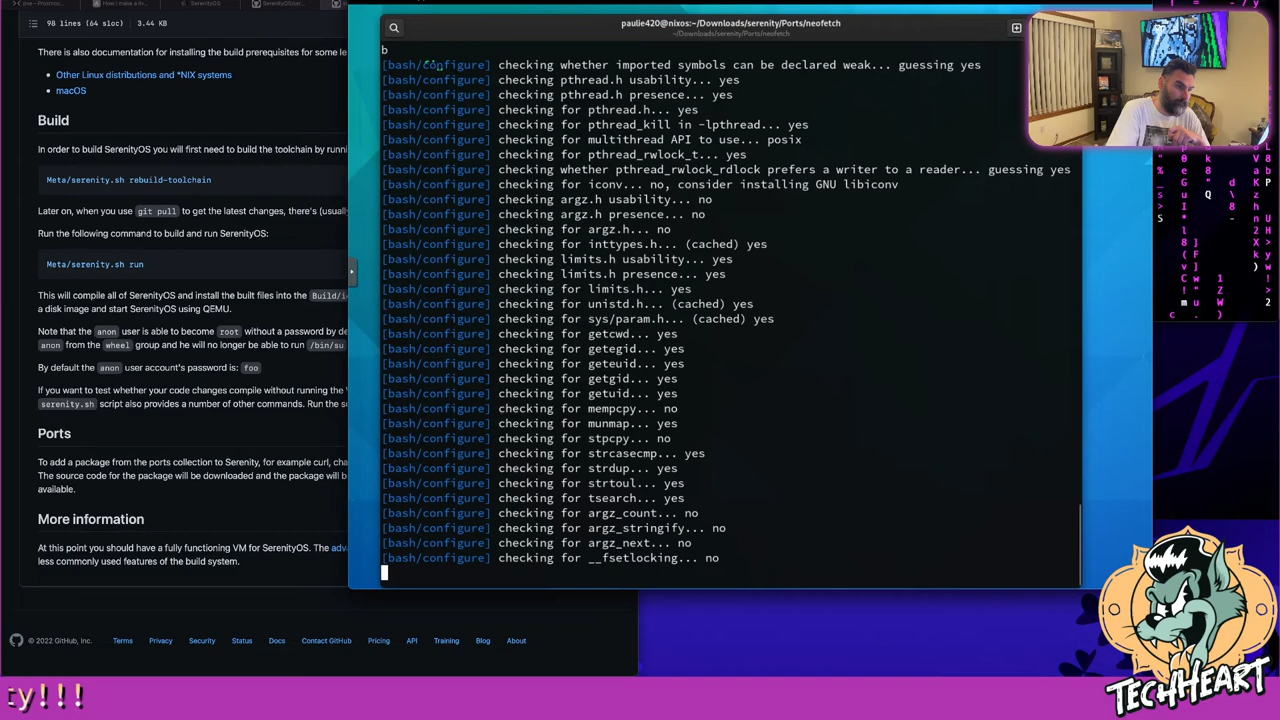 98 lines (64 sloc)
3.44 KB
There is also documentation for installing the build prerequisites for some le
Other Linux distributions and *NIX systems
macOS
Build
In order to build SerenityOS you will first need to build the toolchain by runnin
Meta/serenity.sh rebuild-toolchain
Later on, when you use git pull to get the latest changes, there's (usually
Run the following command to build and run SerenityOS:
Meta/serenity.sh run
This will compile all of SerenityOS and install the built files into the Build/i
a disk image and start SerenityOS using QEMU.
Note that the anon user is able to become root without a password by de
anon from the wheel group and he will no longer be able to run /bin/su
By default the anon user account's password is: foo
If you want to test whether your code changes compile without running the V
serenity.sh script also provides a number of other commands. Run the sc
Ports
To add a package from the ports collection to Serenity, for example curl, cha
The source code for the package will be downloaded and the package will
available.
More information
At this point you should have a fully functioning VM for SerenityOS. The adva
less commonly used features of the build system.
© 2022 GitHub, Inc. Terms Privacy Security Status Docs Contact GitHub Pricing API Training Blog About
paulie420@nixos:~/Downloads/serenity/Ports/neofetch
~/Downloads/serenity/Ports/neofetch
b
[bash/configure] checking whether imported symbols can be declared weak... guessing yes
[bash/configure] checking pthread.h usability... yes
[bash/configure] checking pthread.h presence... yes
[bash/configure] checking for pthread.h... yes
[bash/configure] checking for pthread_kill in -lpthread... yes
[bash/configure] checking for multithread API to use... posix
[bash/configure] checking for pthread_rwlock_t... yes
[bash/configure] checking whether pthread_rwlock_rdlock prefers a writer to a reader... guessing yes
[bash/configure] checking for iconv... no, consider installing GNU libiconv
[bash/configure] checking argz.h usability... no
[bash/configure] checking argz.h presence... no
[bash/configure] checking for argz.h... no
[bash/configure] checking for inttypes.h... (cached) yes
[bash/configure] checking limits.h usability... yes
[bash/configure] checking limits.h presence... yes
[bash/configure] checking for limits.h... yes
[bash/configure] checking for unistd.h... (cached) yes
[bash/configure] checking for sys/param.h... (cached) yes
[bash/configure] checking for getcwd... yes
[bash/configure] checking for getegid... yes
[bash/configure] checking for geteuid... yes
[bash/configure] checking for getgid... yes
[bash/configure] checking for getuid... yes
[bash/configure] checking for mempcpy... no
[bash/configure] checking for munmap... yes
[bash/configure] checking for stpcpy... no
[bash/configure] checking for strcasecmp... yes
[bash/configure] checking for strdup... yes
[bash/configure] checking for strtoul... yes
[bash/configure] checking for tsearch... yes
[bash/configure] checking for argz_count... no
[bash/configure] checking for argz_stringify... no
[bash/configure] checking for argz_next... no
[bash/configure] checking for __fsetlocking... no
ty!!!
TECHHEART